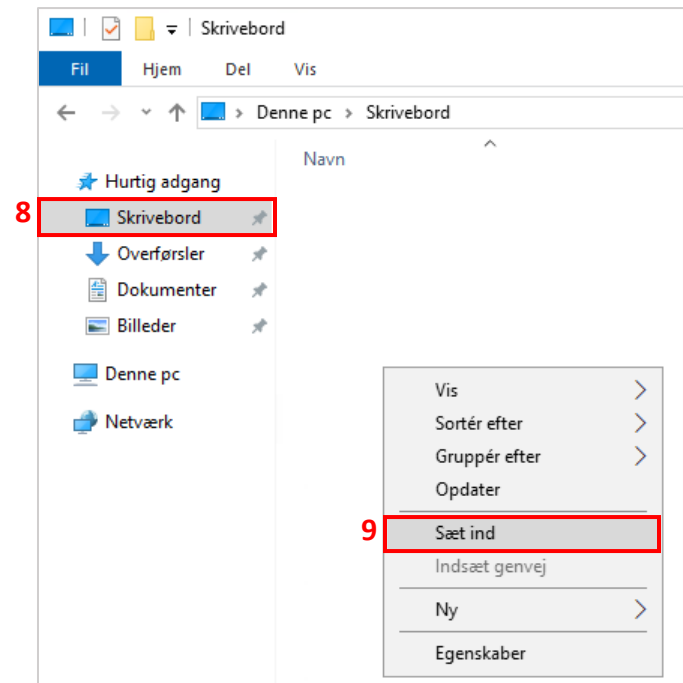 Skrivebord
Fil Hjem Del Vis
Denne pc Skrivebord
Navn
Hurtig adgang
8 Skrivebord
Overførsler
Dokumenter
Billeder
Denne pc
Netværk
Vis
Sortér efter
Gruppér efter
Opdater
9 Sæt ind
Indsæt genvej
Ny
Egenskaber